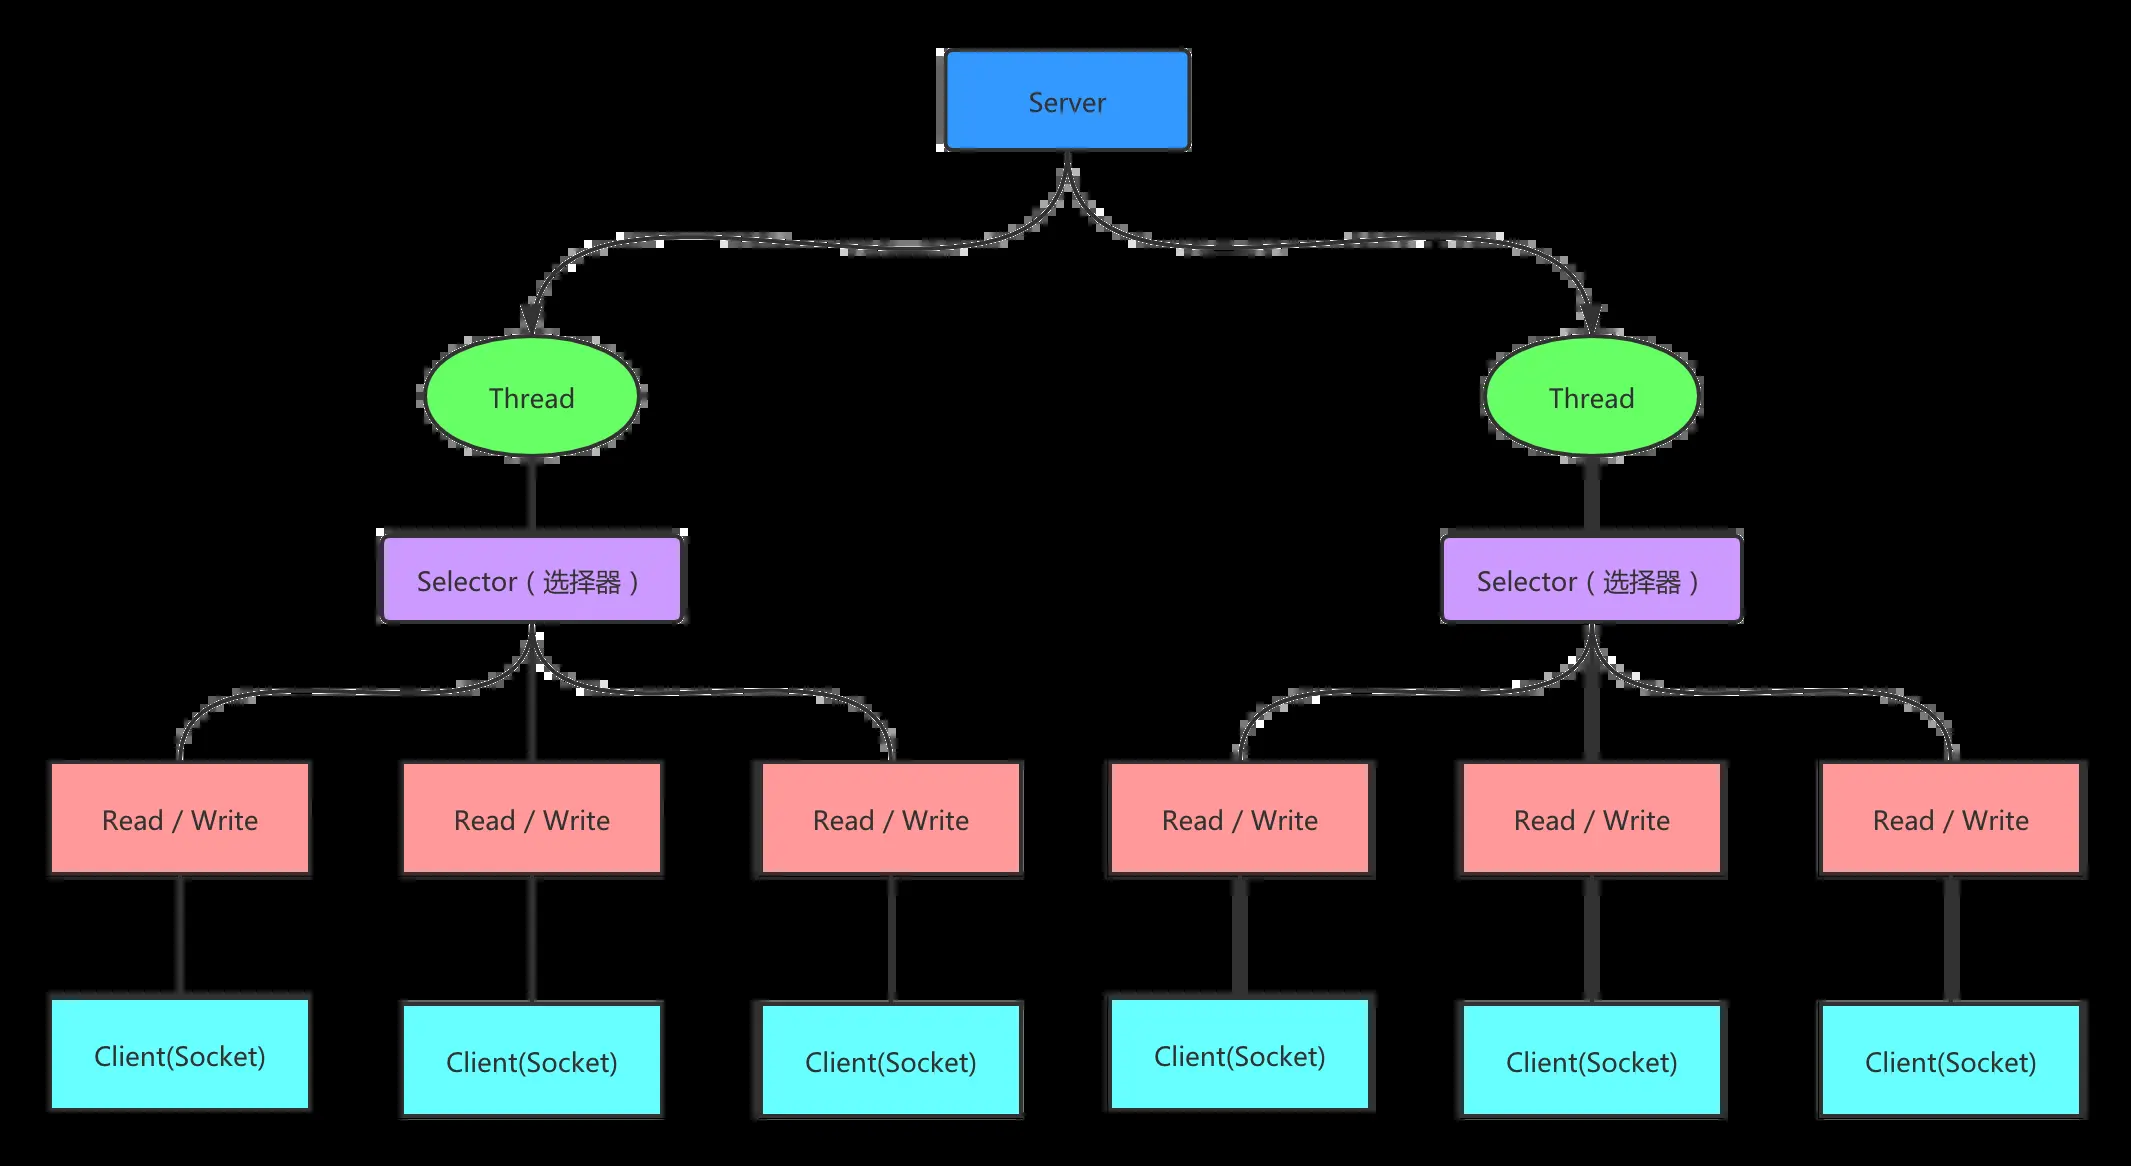 Server
Thread
Thread
Selector（选择器）
Selector（选择器）
Read / Write
Read / Write
Read / Write
Read / Write
Read / Write
Read / Write
Client(Socket)
Client(Socket)
Client(Socket)
Client(Socket)
Client(Socket)
Client(Socket)